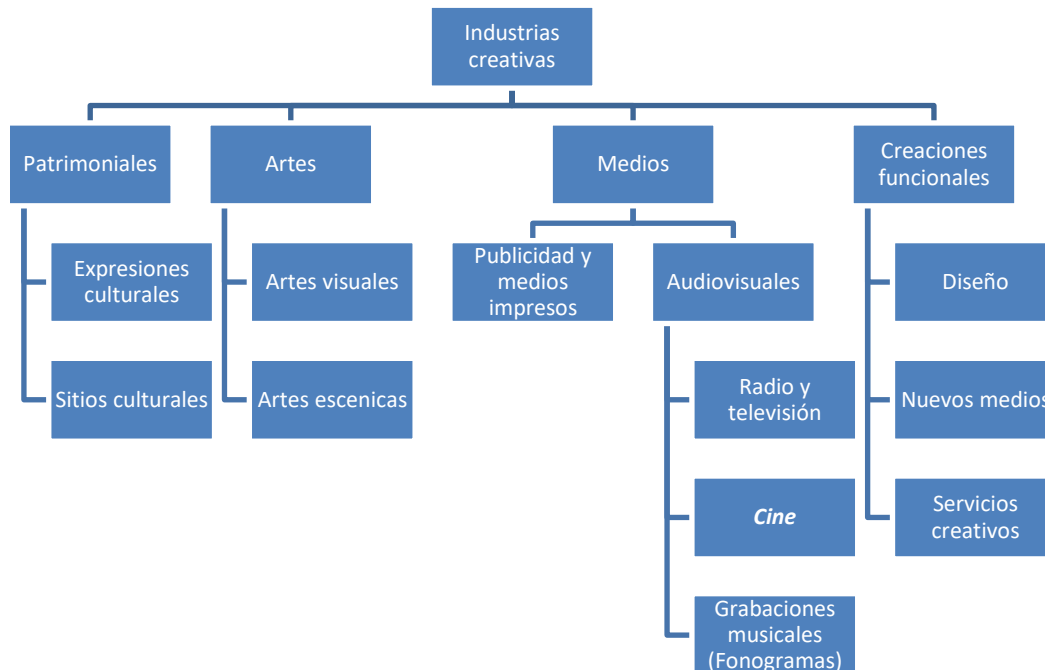 Industrias
creativas
Patrimoniales
Artes
Medios
Creaciones
funcionales
Expresiones
culturales
Sitios culturales
Artes visuales
Artes escenicas
Publicidad y
medios
impresos
Audiovisuales
Radio y
televisión
Cine
Grabaciones
musicales
(Fonogramas)
Diseño
Nuevos medios
Servicios
creativos